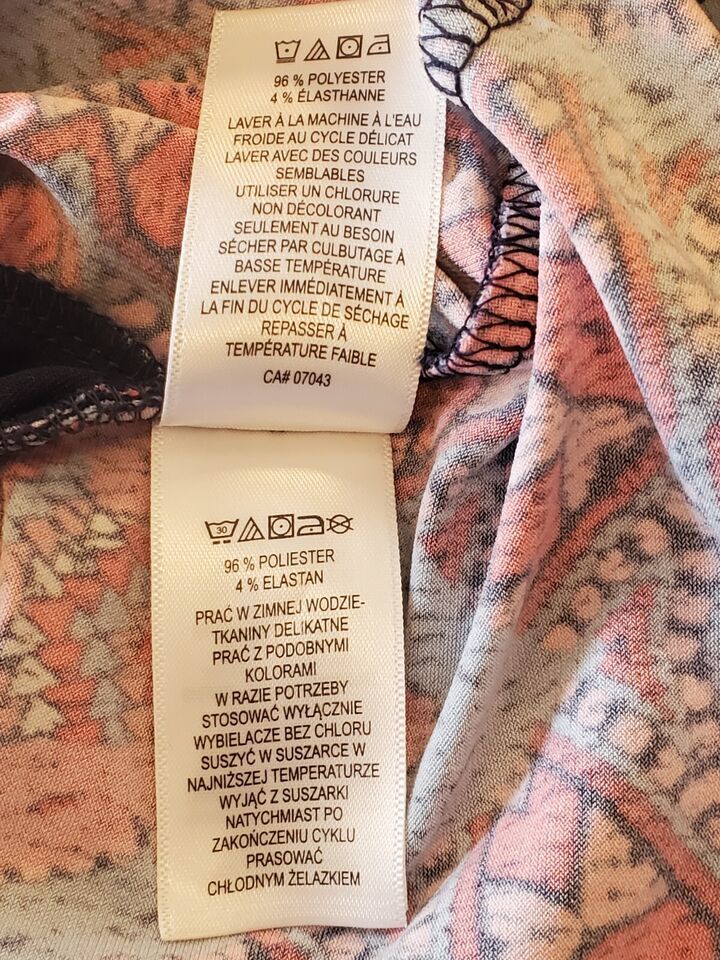 96 % POLYESTER
4 % ÉLASTHANNE
LAVER À LA MACHINE À L'EAU
FROIDE AU CYCLE DÉLICAT
LAVER AVEC DES COULEURS
SEMBLABLES
UTILISER UN CHLORURE
NON DÉCOLORANT
SEULEMENT AU BESOIN
SÉCHER PAR CULBUTAGE À
BASSE TEMPÉRATURE
ENLEVER IMMÉDIATEMENT À
LA FIN DU CYCLE DE SÉCHAGE
REPASSER À
TEMPÉRATURE FAIBLE
CA# 07043
30
96 % POLIESTER
4 % ELASTAN
PRAĆ W ZIMNEJ WODZIE-
TKANINY DELIKATNE
PRAĆ Z PODOBNYMI
KOLORAMI
W RAZIE POTRZEBY
STOSOWAĆ WYŁĄCZNIE
WYBIELACZE BEZ CHLORU
SUSZYĆ W SUSZARCE W
NAJNIŻSZEJ TEMPERATURZE
WYJĄĆ Z SUSZARKI
NATYCHMIAST PO
ZAKOŃCZENIU CYKLU
PRASOWAĆ
CHŁODNYM ŻELAZKIEM